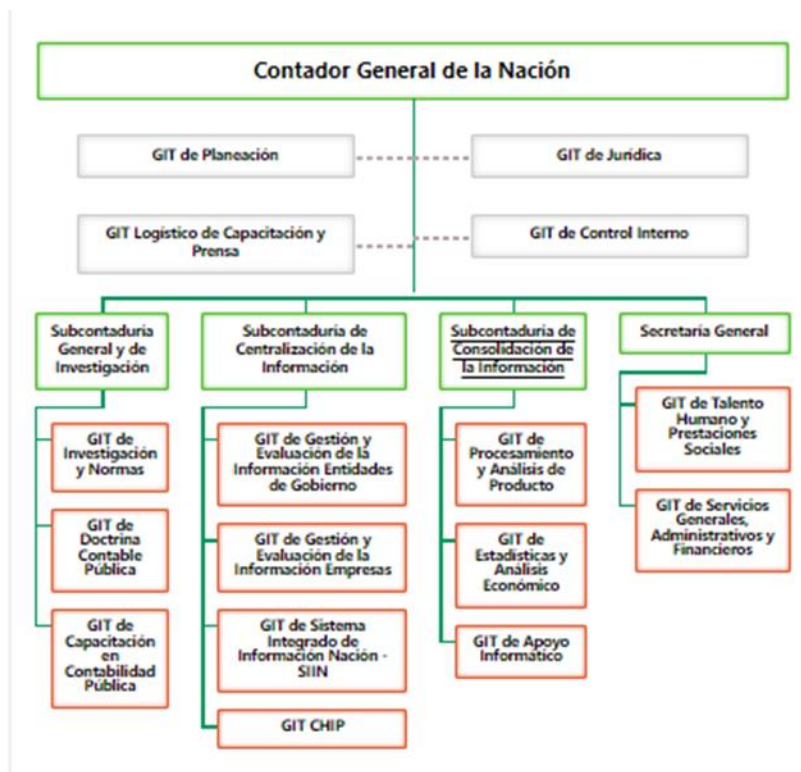 Contador General de la Nación
GIT de Planeación
GIT de Jurídica
GIT Logístico de Capacitación y
Prensa
GIT de Control Interno
Subcontaduría
General y de
Investigación
Subcontaduría de
Centralización de la
Información
Subcontaduría de
Consolidación de
la Información
Secretaría General
GIT de
Investigación
y Normas
GIT de
Doctrina
Contable
Pública
GIT de
Capacitación
en
Contabilidad
Pública
GIT de Gestión y
Evaluación de la
Información Entidades
de Gobierno
GIT de Gestión y
Evaluación de la
Información Empresas
GIT de Sistema
Integrado de
Información Nación -
SIIN
GIT CHIP
GIT de
Procesamiento
y Análisis de
Producto
GIT de
Estadísticas y
Análisis
Económico
GIT de Apoyo
Informático
GIT de Talento
Humano y
Prestaciones
Sociales
GIT de Servicios
Generales,
Administrativos y
Financieros